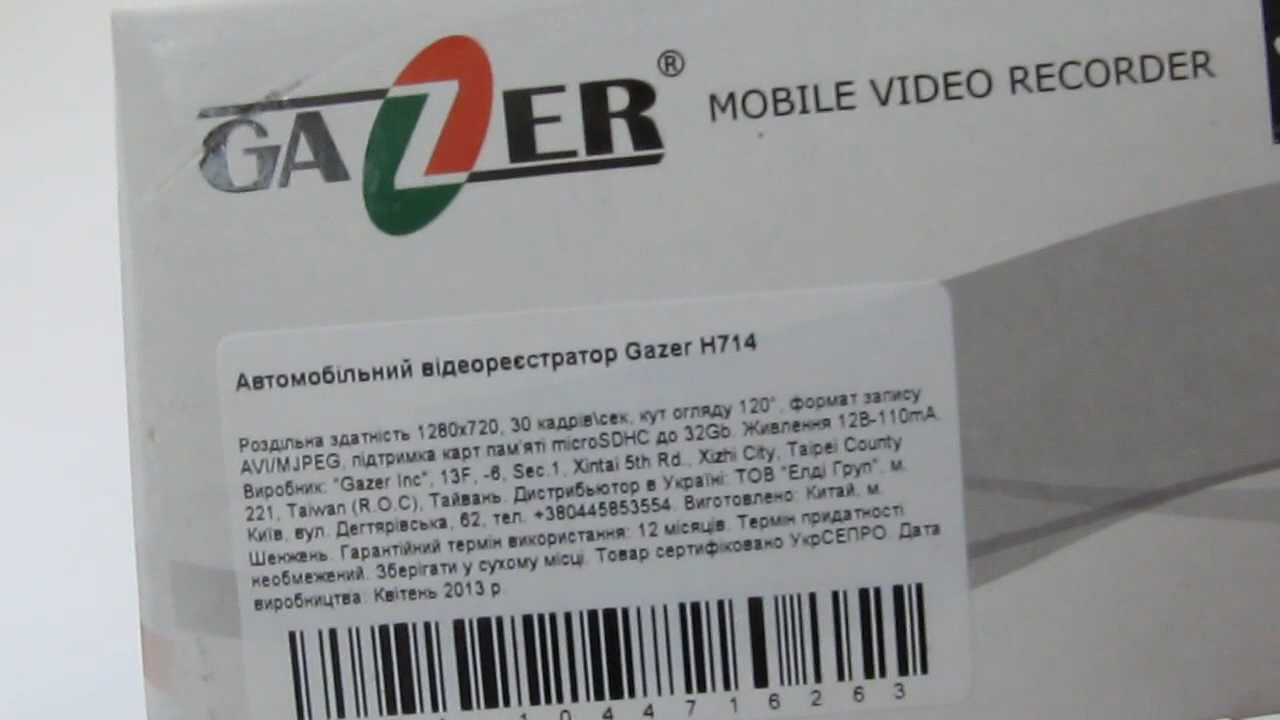 GAZER® MOBILE VIDEO RECORDER
Автомобільний відеореєстратор Gazer H714
Роздільна здатність 1280x720, 30 кадрів\сек, кут огляду 120°, Формат запису
AVI/MJPEG, підтримка карт пам'яті microSDHC до 32Gb. Живлення 12В-110mA.
Виробник: "Gazer Inc", 13F, -6, Sec.1, Xintai 5th Rd., Xizhi City, Taipei County
221, Taiwan (R.O.C), Тайвань. Дистрибьютор в Україні: ТОВ "Елді Груп", м.
Київ, вул. Дегтярівська, 62, тел. +380445853554. Виготовлено: Китай, м.
Шенжень. Гарантійний термін використання: 12 місяців. Термін придатності
необмежений. Зберігати у сухому місці. Товар сертифіковано УкрСЕПРО. Дата
виробництва: Квітень 2013 р.
1 0 4 4 7 1 6 2 6 3